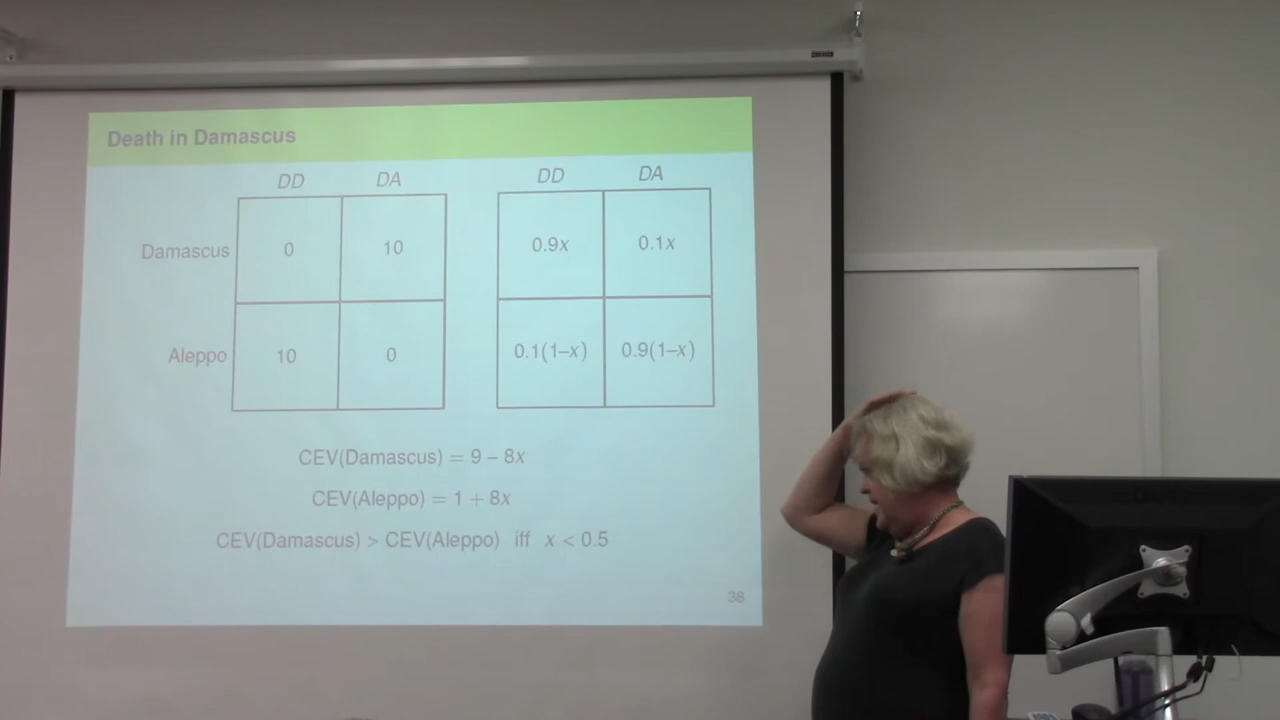 Death in Damascus
DD DA DD DA
Damascus 0 10 0.9x 0.1x
Aleppo 10 0 0.1(1–x) 0.9(1–x)
CEV(Damascus) = 9 – 8x
CEV(Aleppo) = 1 + 8x
CEV(Damascus) > CEV(Aleppo) iff x < 0.5
38